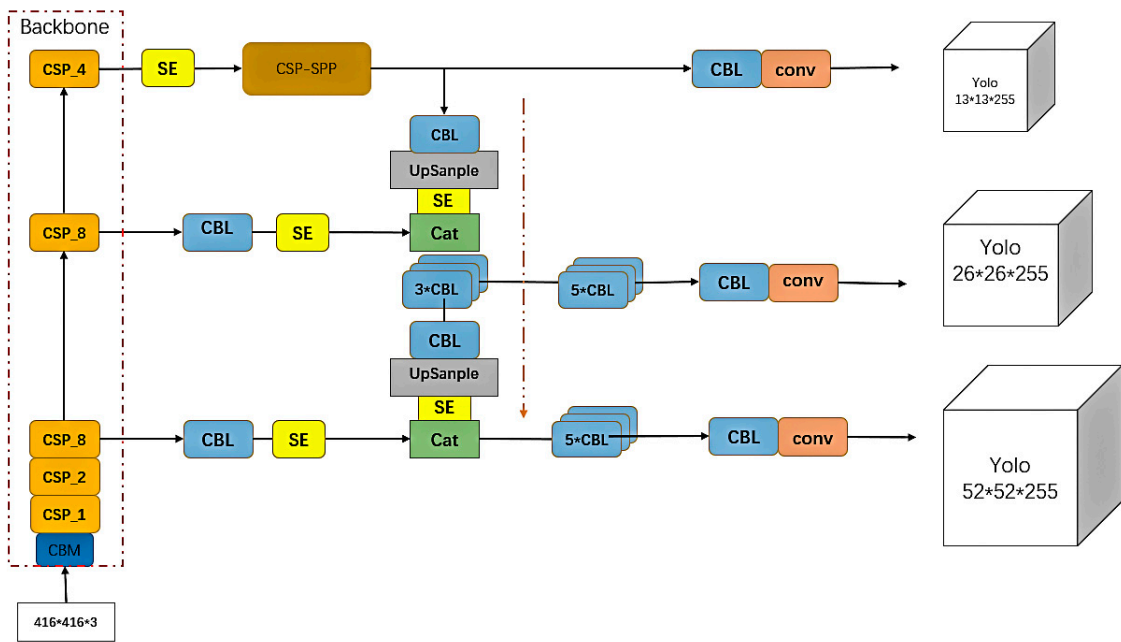 Backbone
CSP_4
SE
CSP-SPP
CBL
conv
Yolo
13*13*255
CBL
UpSanple
SE
CSP_8
CBL
SE
Cat
Yolo
26*26*255
3*CBL
5*CBL
CBL
conv
CBL
UpSanple
SE
CSP_8
CBL
SE
Cat
5*CBL
CBL
conv
Yolo
52*52*255
CSP_2
CSP_1
CBM
416*416*3